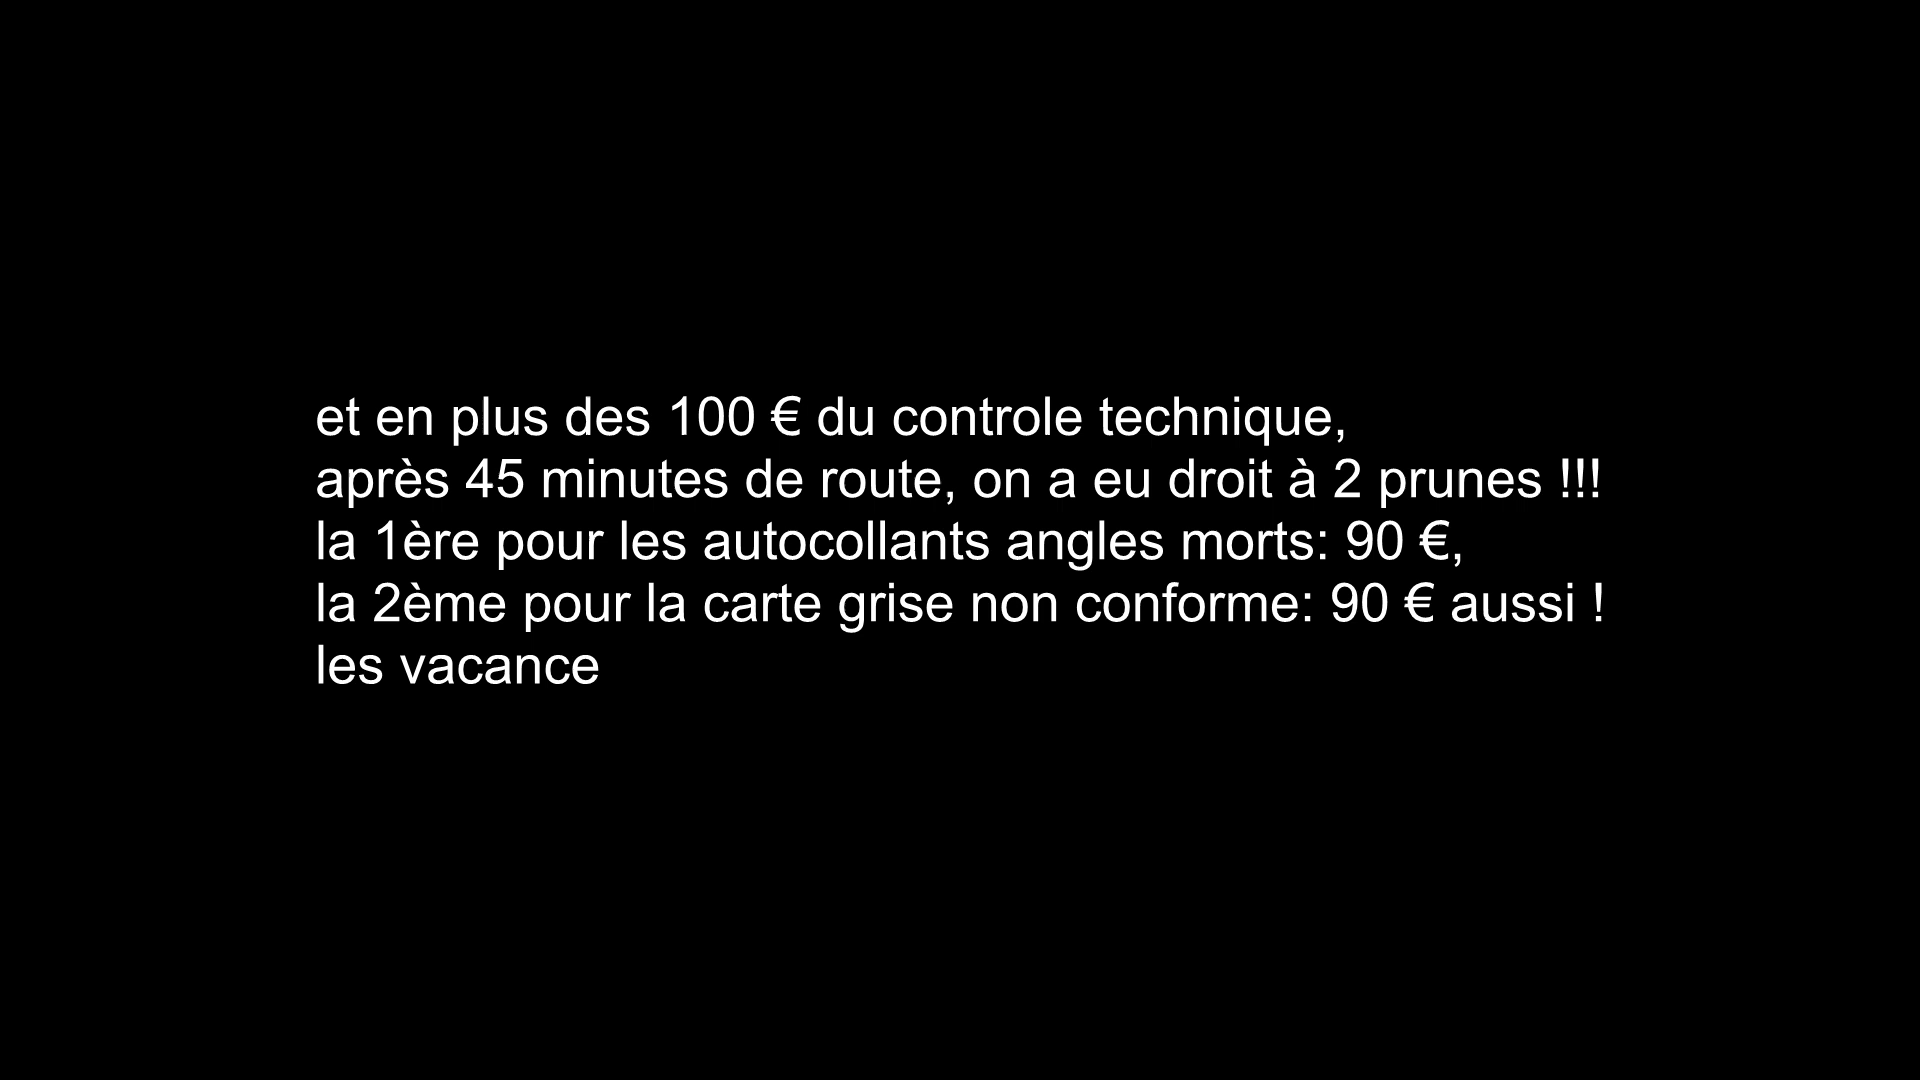 et en plus des 100 € du controle technique,
après 45 minutes de route, on a eu droit à 2 prunes !!!
la 1ère pour les autocollants angles morts: 90 €,
la 2ème pour la carte grise non conforme: 90 € aussi !
les vacance